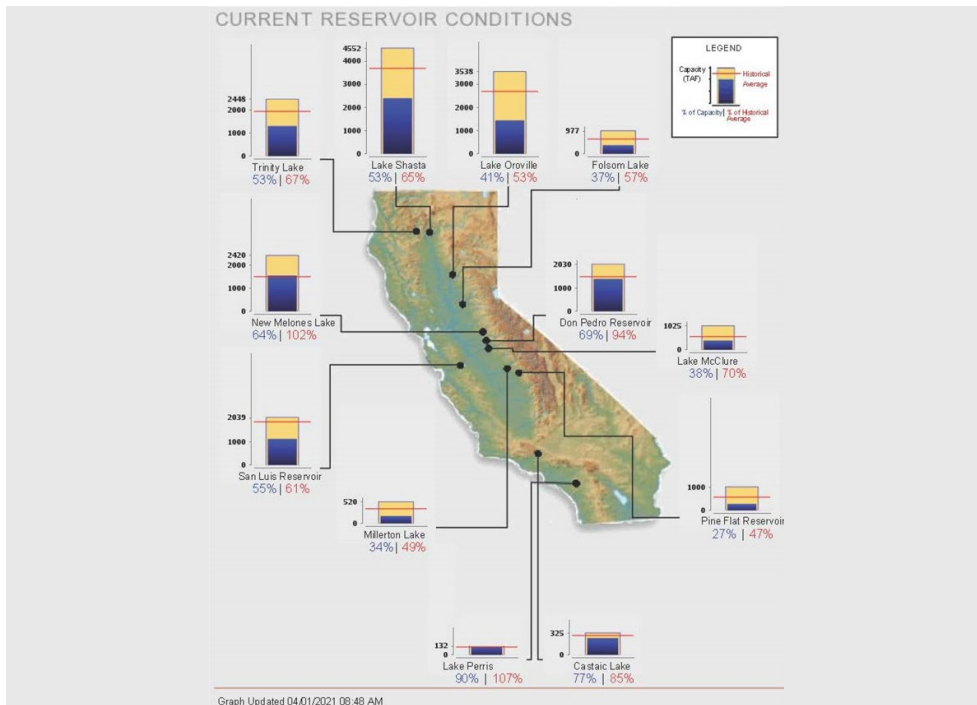 CURRENT RESERVOIR CONDITIONS
LEGEND
Capacity
(TAF)
Historical
Average
% of Capacity| % of Historical
Average
2448
2000
1000
0
Trinity Lake
53% | 67%
4552
4000
3000
2000
1000
0
Lake Shasta
53% | 65%
3538
3000
2000
1000
0
Lake Oroville
41% | 53%
977
0
Folsom Lake
37% | 57%
2420
2000
1000
0
New Melones Lake
64% | 102%
2030
1000
0
Don Pedro Reservoir
69% | 94%
1025
0
Lake McClure
38% | 70%
2039
1000
0
San Luis Reservoir
55% | 61%
520
0
Millerton Lake
34% | 49%
1000
0
Pine Flat Reservoir
27% | 47%
132
0
Lake Perris
90% | 107%
325
0
Castaic Lake
77% | 85%
Graph Updated 04/01/2021 08:48 AM